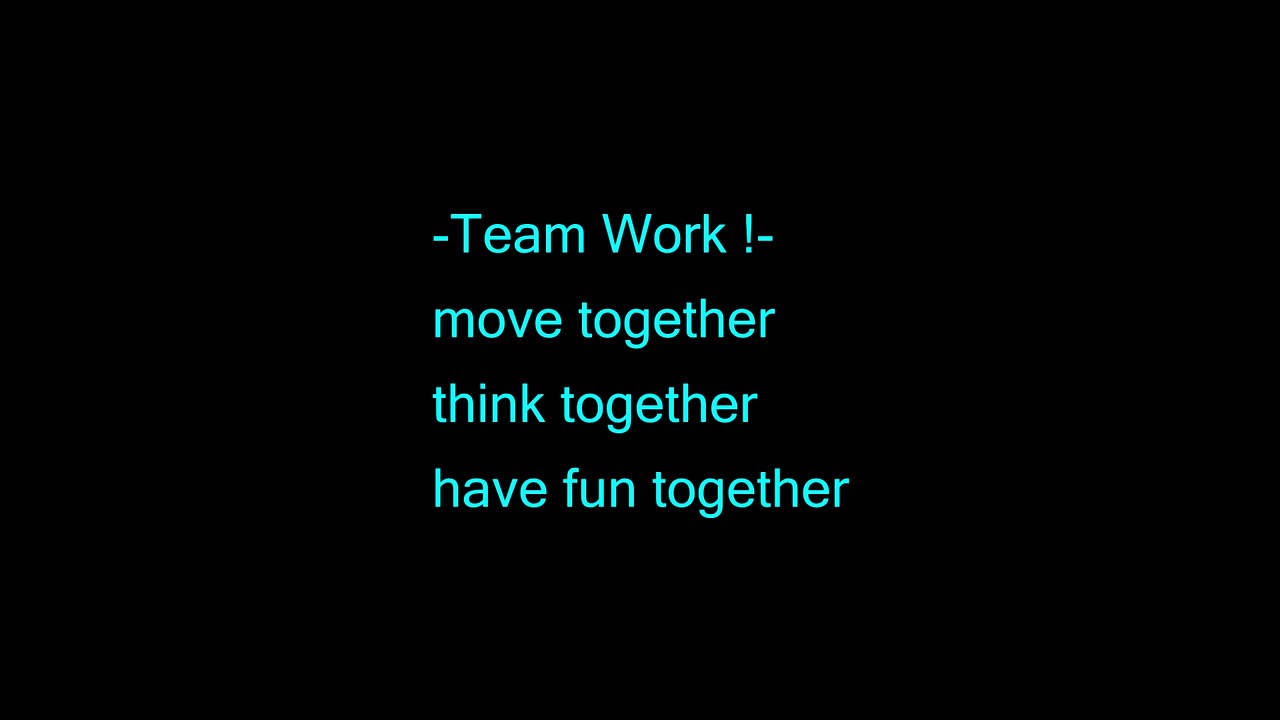 -Team Work !-
move together
think together
have fun together